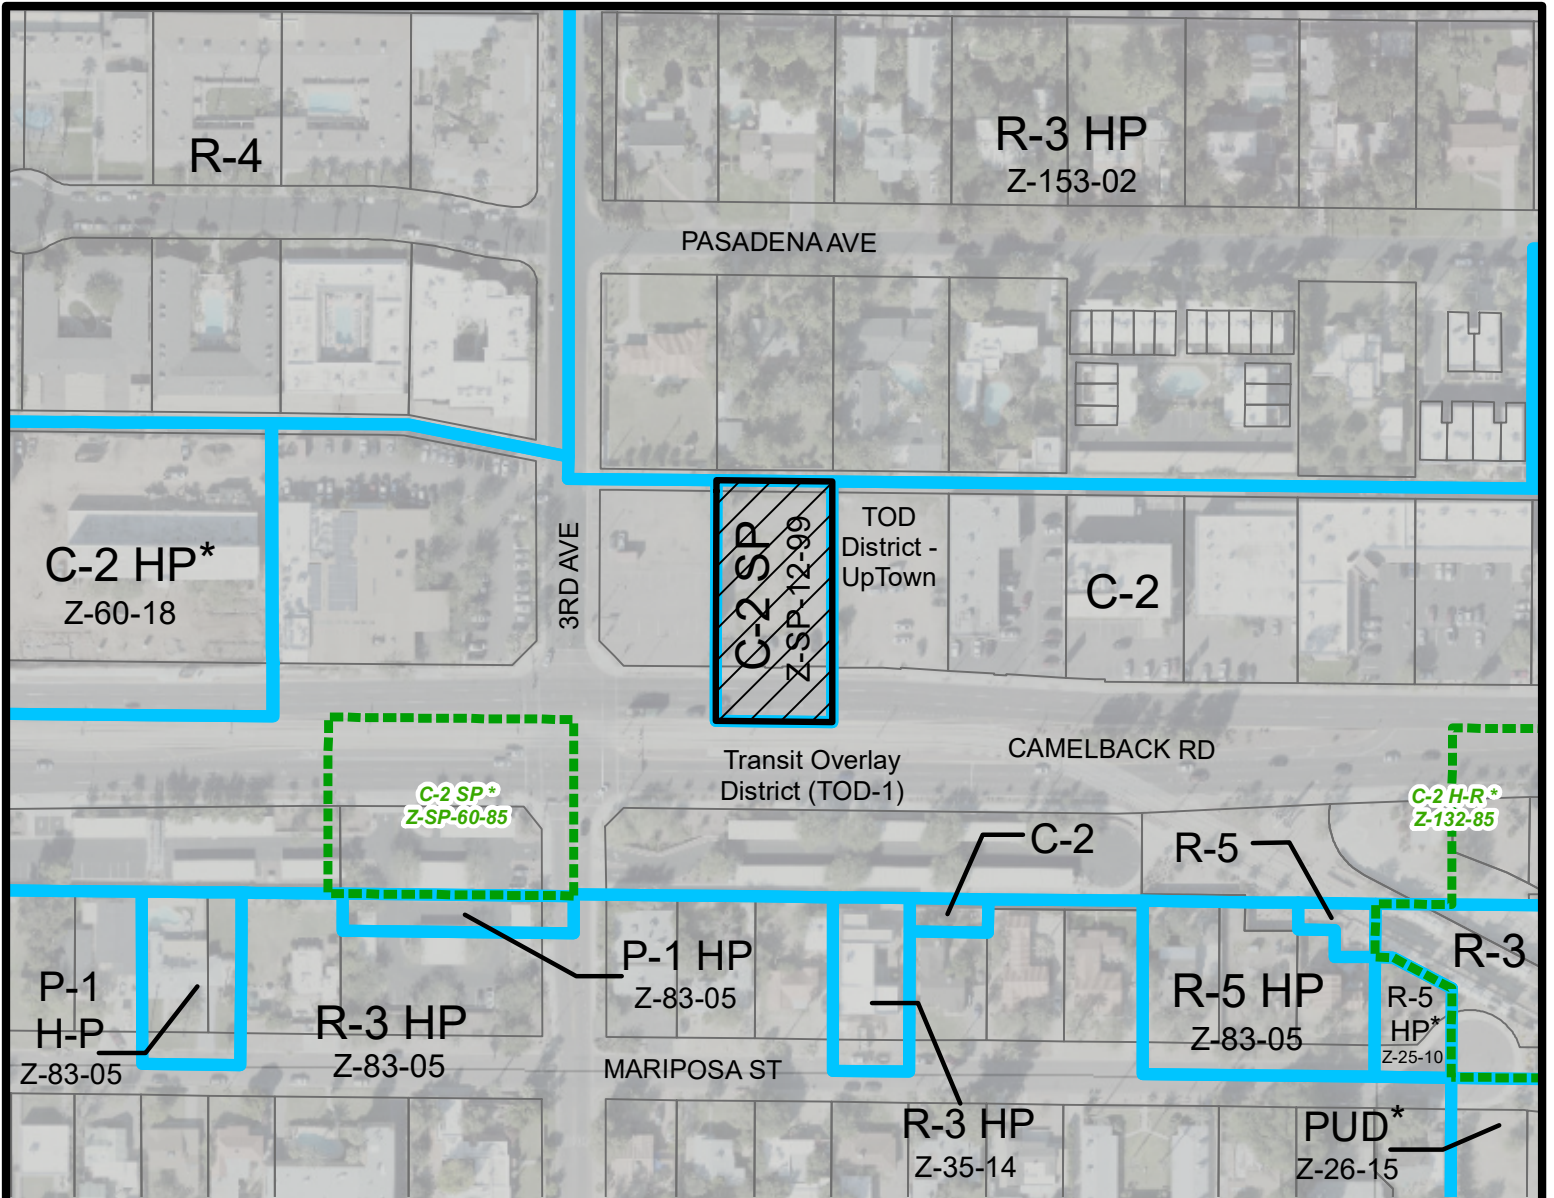 R-4
R-3 HP
Z-153-02
PASADENA AVE
C-2 HP*
Z-60-18
3RD AVE
C-2 SP
Z-SP-12-99
TOD
District -
UpTown
C-2
Transit Overlay
District (TOD-1)
CAMELBACK RD
C-2 SP *
Z-SP-60-85
C-2 H-R *
Z-132-85
C-2
R-5
P-1
H-P
Z-83-05
R-3 HP
Z-83-05
P-1 HP
Z-83-05
R-5 HP
Z-83-05
R-3
R-5
HP*
Z-25-10
MARIPOSA ST
R-3 HP
Z-35-14
PUD*
Z-26-15